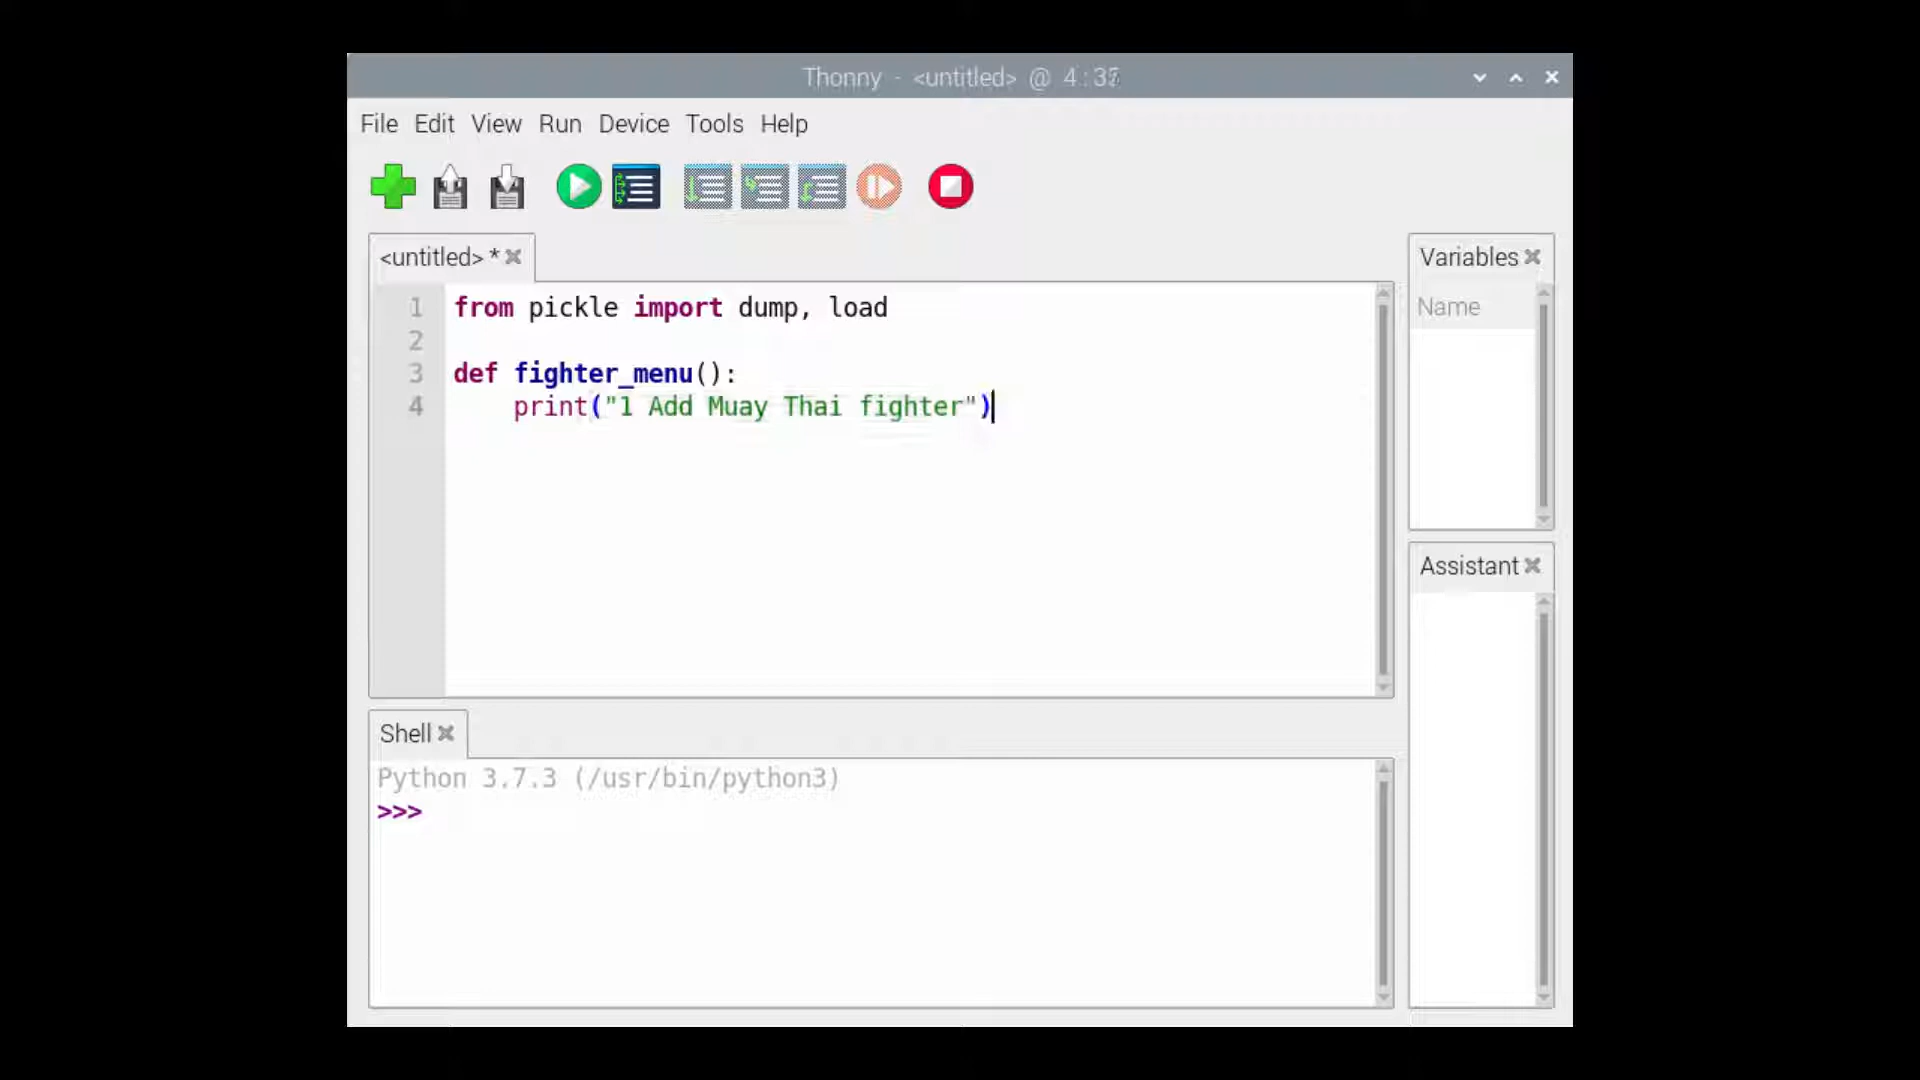 Thonny - <untitled> @ 4:
File Edit View Run Device Tools Help
<untitled> *
1 from pickle import dump, load
2
3 def fighter_menu():
4     print("1 Add Muay Thai fighter")
Variables
Name
Assistant
Shell
Python 3.7.3 (/usr/bin/python3)
>>>